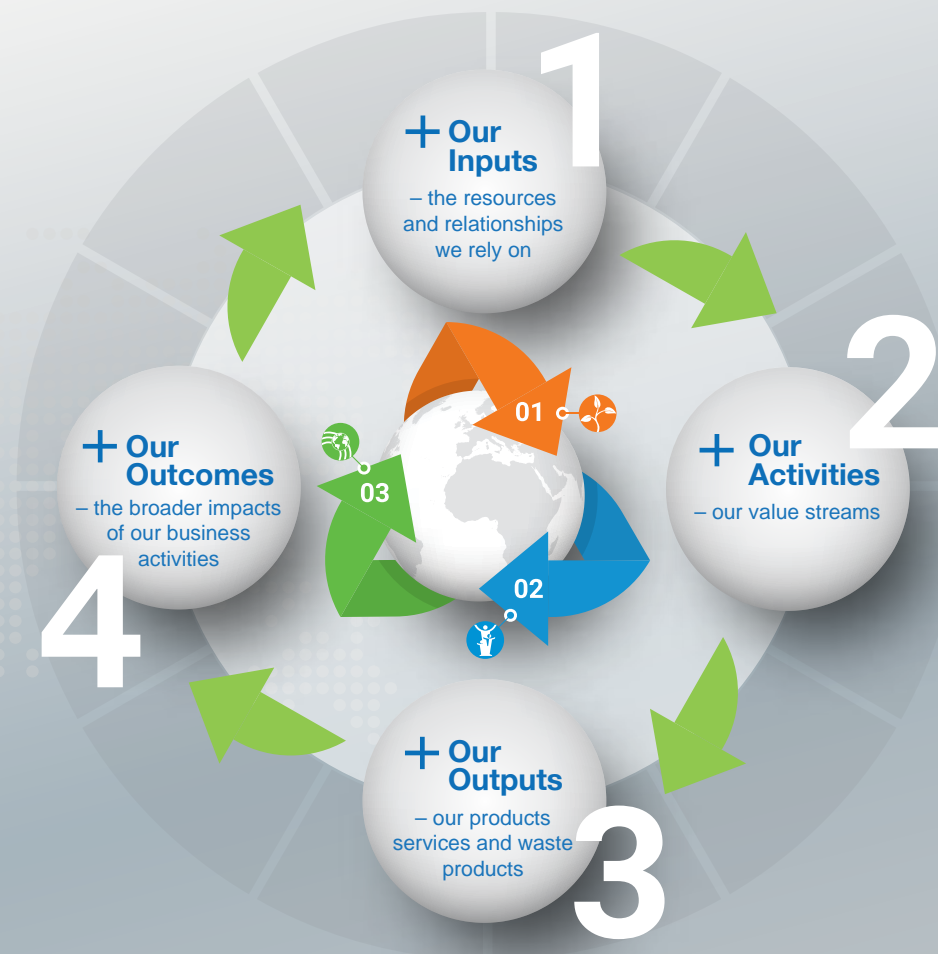 1
+ Our
Inputs
– the resources
and relationships
we rely on
2
+ Our
Activities
– our value streams
3
+ Our
Outputs
– our products
services and waste
products
4
+ Our
Outcomes
– the broader impacts
of our business
activities
01
02
03